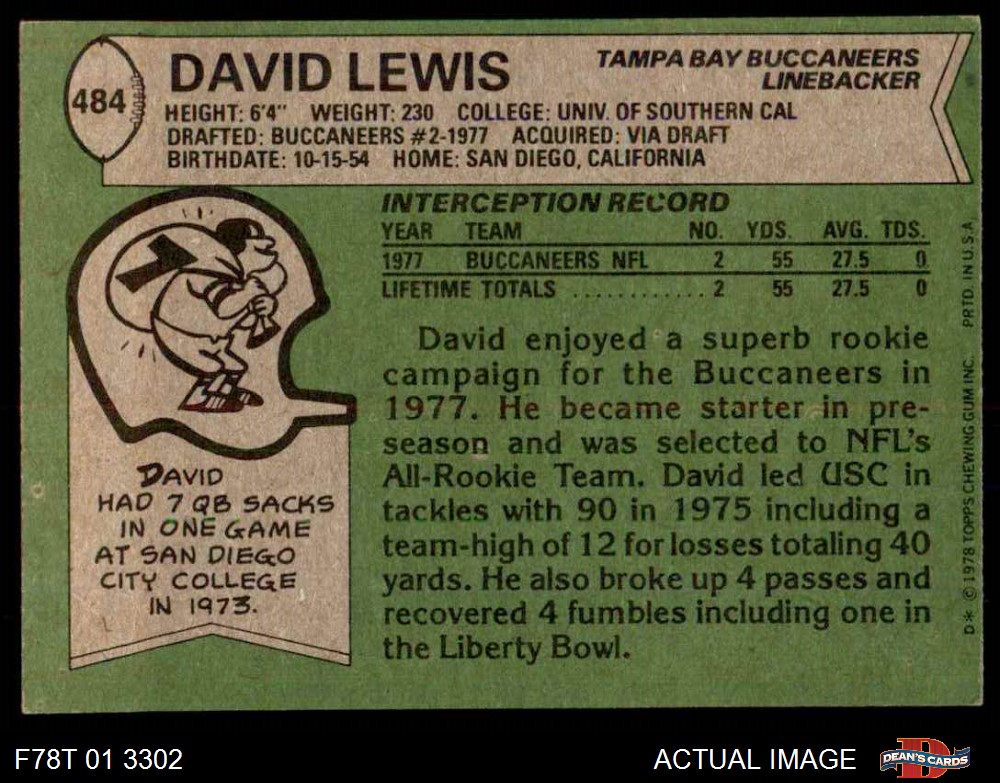 484
DAVID LEWIS
TAMPA BAY BUCCANEERS
LINEBACKER
HEIGHT: 6'4" WEIGHT: 230 COLLEGE: UNIV. OF SOUTHERN CAL
DRAFTED: BUCCANEERS #2-1977 ACQUIRED: VIA DRAFT
BIRTHDATE: 10-15-54 HOME: SAN DIEGO, CALIFORNIA
INTERCEPTION RECORD
YEAR TEAM NO. YDS. AVG. TDS.
1977 BUCCANEERS NFL 2 55 27.5 0
LIFETIME TOTALS ............ 2 55 27.5 0
David enjoyed a superb rookie
campaign for the Buccaneers in
1977. He became starter in pre-
season and was selected to NFL's
All-Rookie Team. David led USC in
tackles with 90 in 1975 including a
team-high of 12 for losses totaling 40
yards. He also broke up 4 passes and
recovered 4 fumbles including one in
the Liberty Bowl.
7
DAVID
HAD 7 QB SACKS
IN ONE GAME
AT SAN DIEGO
CITY COLLEGE
IN 1973.
D* © 1978 TOPPS CHEWING GUM INC. PRTD. IN U.S.A
F78T 01 3302
ACTUAL IMAGE
D
DEAN'S CARDS